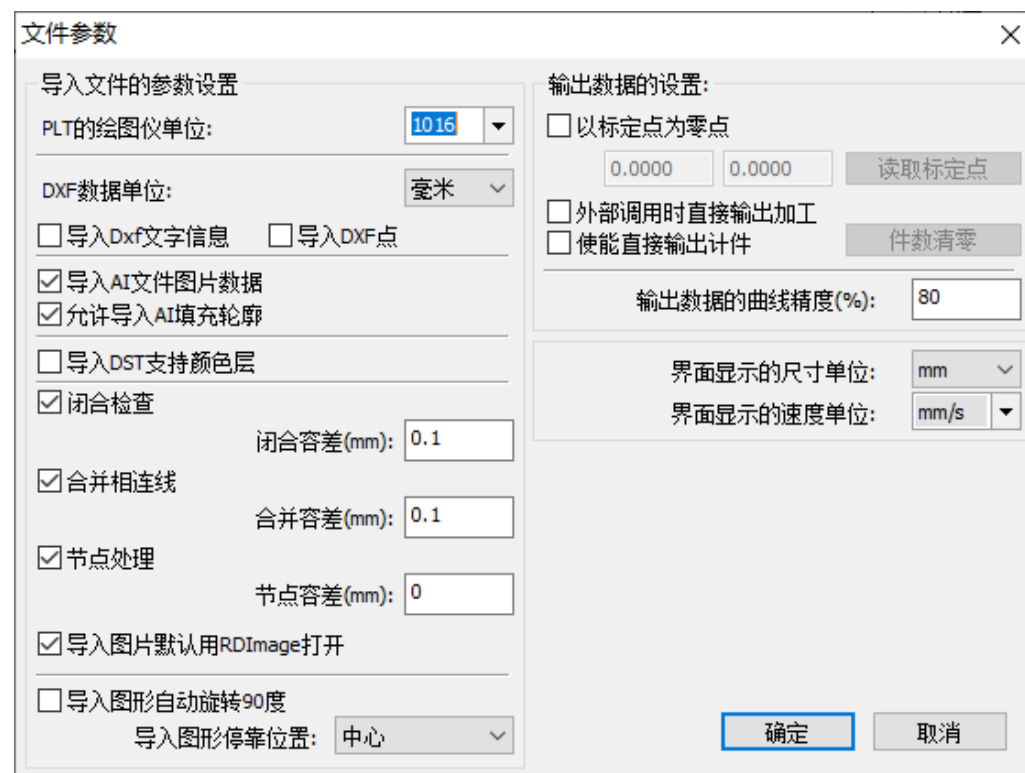 文件参数
导入文件的参数设置
PLT的绘图仪单位: 1016
DXF数据单位: 毫米
导入Dxf文字信息 导入DXF点
导入AI文件图片数据
允许导入AI填充轮廓
导入DST支持颜色层
闭合检查
闭合容差(mm): 0.1
合并相连线
合并容差(mm): 0.1
节点处理
节点容差(mm): 0
导入图片默认用RDImage打开
导入图形自动旋转90度
导入图形停靠位置: 中心
输出数据的设置:
以标定点为零点
0.0000 0.0000 读取标定点
外部调用时直接输出加工
使能直接输出计件 件数清零
输出数据的曲线精度(%): 80
界面显示的尺寸单位: mm
界面显示的速度单位: mm/s
确定 取消